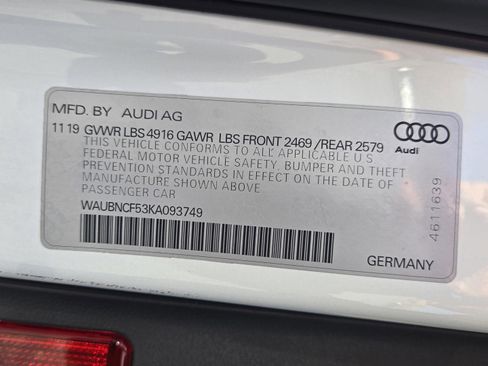 MFD. BY AUDI AG
11 19 GVWR LBS 4916 GAWR LBS FRONT 2469 /REAR 2579
THIS VEHICLE CONFORMS TO ALL APPLICABLE U S
FEDERAL MOTOR VEHICLE SAFETY, BUMPER AND THEFT
PREVENTION STANDARDS IN EFFECT ON THE DATE OF
MANUFACTURE SHOWN ABOVE
PASSENGER CAR
WAUBNCF53KA093749
GERMANY
Audi
4611639